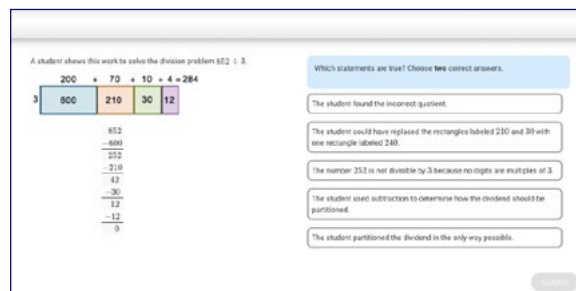 A student shows this work to solve the division problem 852 ÷ 3.
200 + 70 + 10 + 4 = 284
3 600 210 30 12
852
−600
252
−210
42
−30
12
−12
0
Which statements are true? Choose two correct answers.
The student found the incorrect quotient.
The student could have replaced the rectangles labeled 210 and 30 with
one rectangle labeled 240.
The number 252 is not divisible by 3 because no digits are multiples of 3.
The student used subtraction to determine how the dividend should be
partitioned.
The student partitioned the dividend in the only way possible.